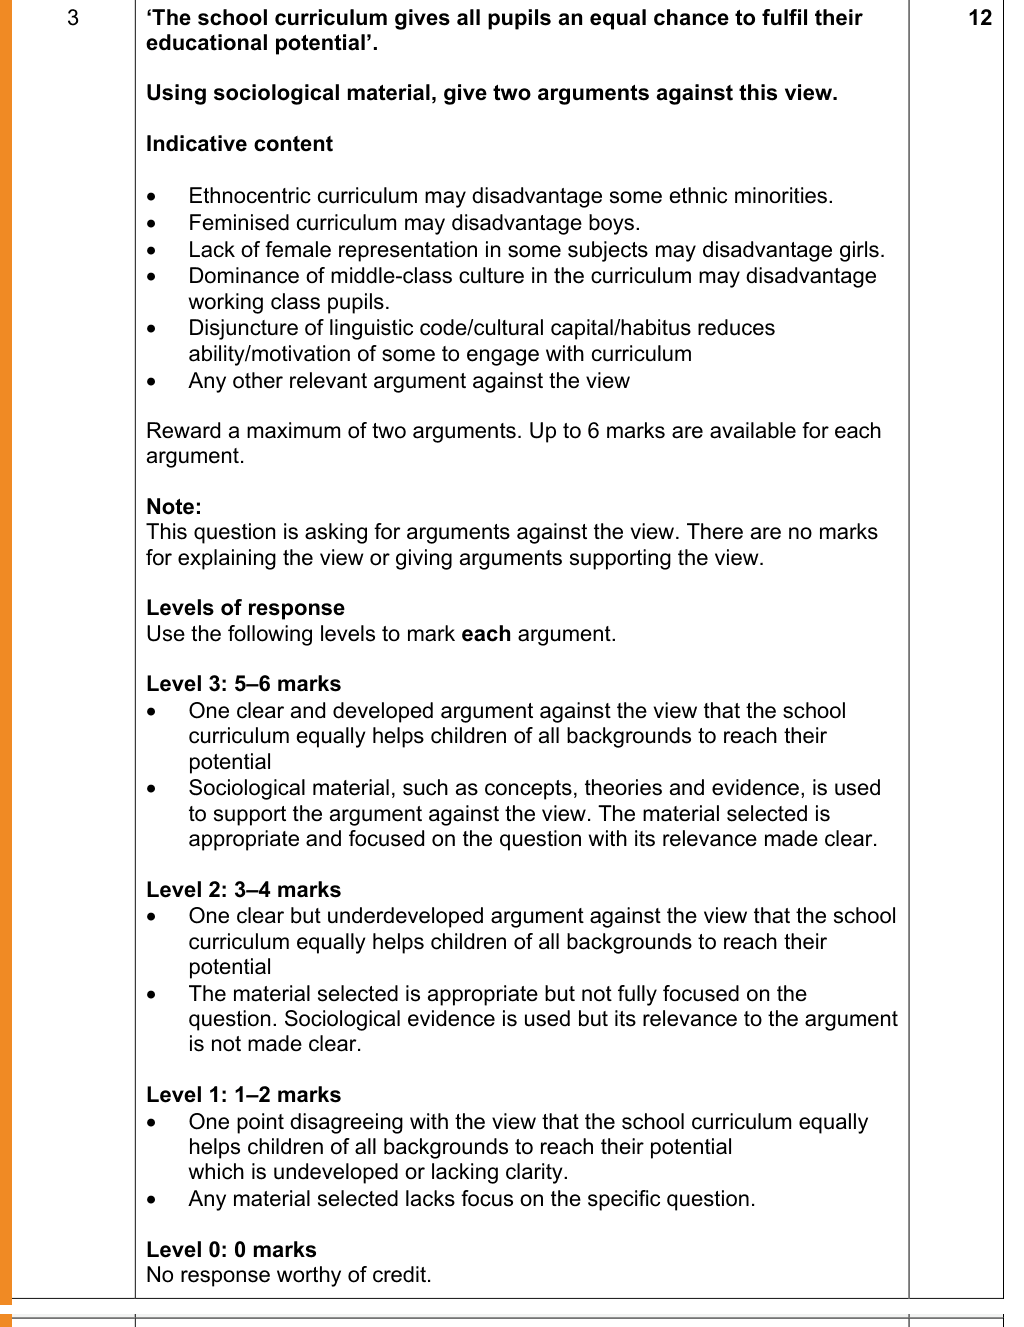 3 ‘The school curriculum gives all pupils an equal chance to fulfil their 12
educational potential’.
Using sociological material, give two arguments against this view.
Indicative content
• Ethnocentric curriculum may disadvantage some ethnic minorities.
• Feminised curriculum may disadvantage boys.
• Lack of female representation in some subjects may disadvantage girls.
• Dominance of middle-class culture in the curriculum may disadvantage
working class pupils.
• Disjuncture of linguistic code/cultural capital/habitus reduces
ability/motivation of some to engage with curriculum
• Any other relevant argument against the view
Reward a maximum of two arguments. Up to 6 marks are available for each
argument.
Note:
This question is asking for arguments against the view. There are no marks
for explaining the view or giving arguments supporting the view.
Levels of response
Use the following levels to mark each argument.
Level 3: 5–6 marks
• One clear and developed argument against the view that the school
curriculum equally helps children of all backgrounds to reach their
potential
• Sociological material, such as concepts, theories and evidence, is used
to support the argument against the view. The material selected is
appropriate and focused on the question with its relevance made clear.
Level 2: 3–4 marks
• One clear but underdeveloped argument against the view that the school
curriculum equally helps children of all backgrounds to reach their
potential
• The material selected is appropriate but not fully focused on the
question. Sociological evidence is used but its relevance to the argument
is not made clear.
Level 1: 1–2 marks
• One point disagreeing with the view that the school curriculum equally
helps children of all backgrounds to reach their potential
which is undeveloped or lacking clarity.
• Any material selected lacks focus on the specific question.
Level 0: 0 marks
No response worthy of credit.